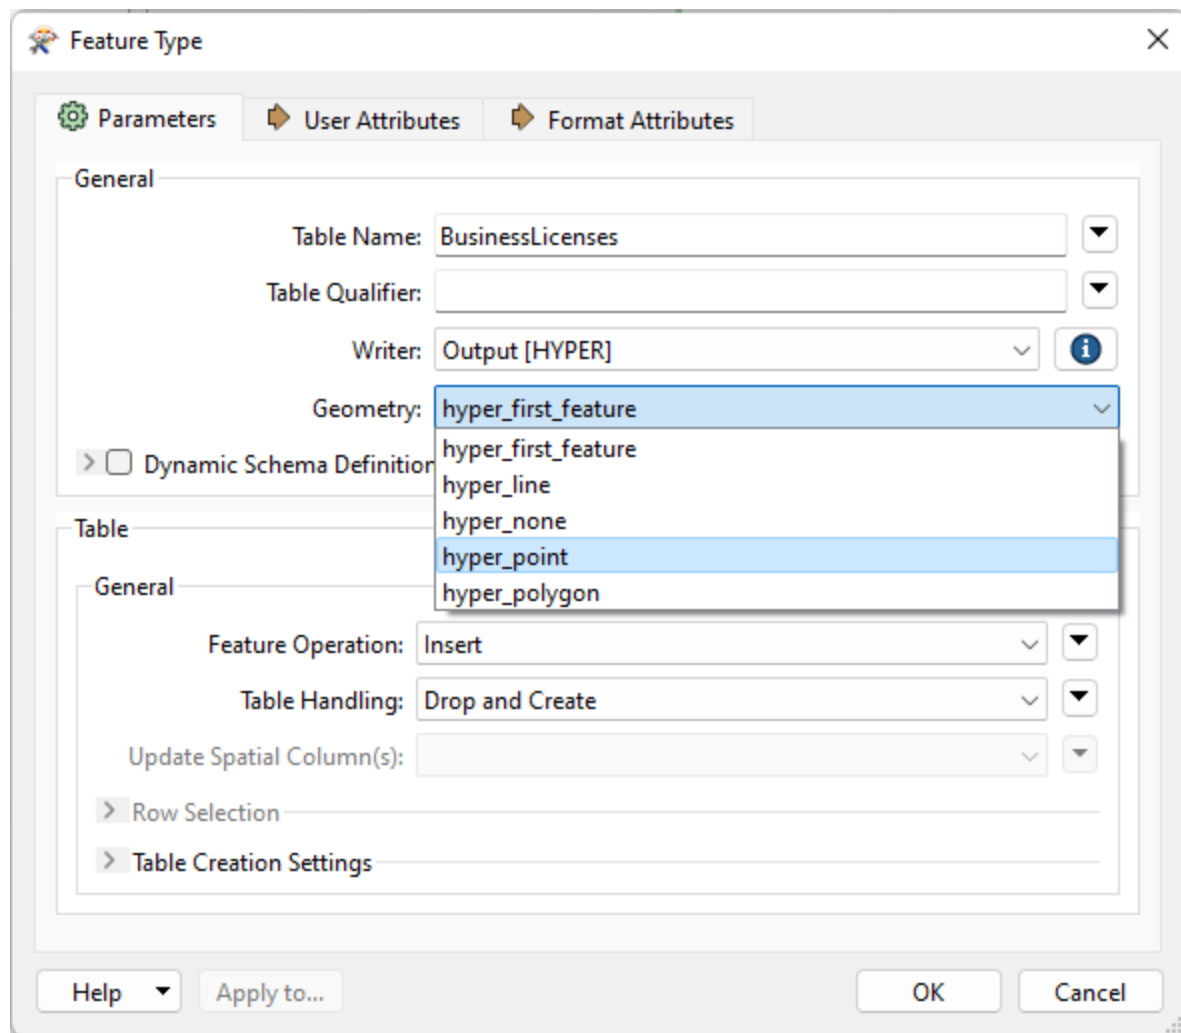 Feature Type
Parameters
User Attributes
Format Attributes
General
Table Name: BusinessLicenses
Table Qualifier:
Writer: Output [HYPER]
Geometry: hyper_first_feature
hyper_first_feature
Dynamic Schema Definition
hyper_line
hyper_none
Table
hyper_point
General
hyper_polygon
Feature Operation: Insert
Table Handling: Drop and Create
Update Spatial Column(s):
Row Selection
Table Creation Settings
Help
Apply to...
OK
Cancel